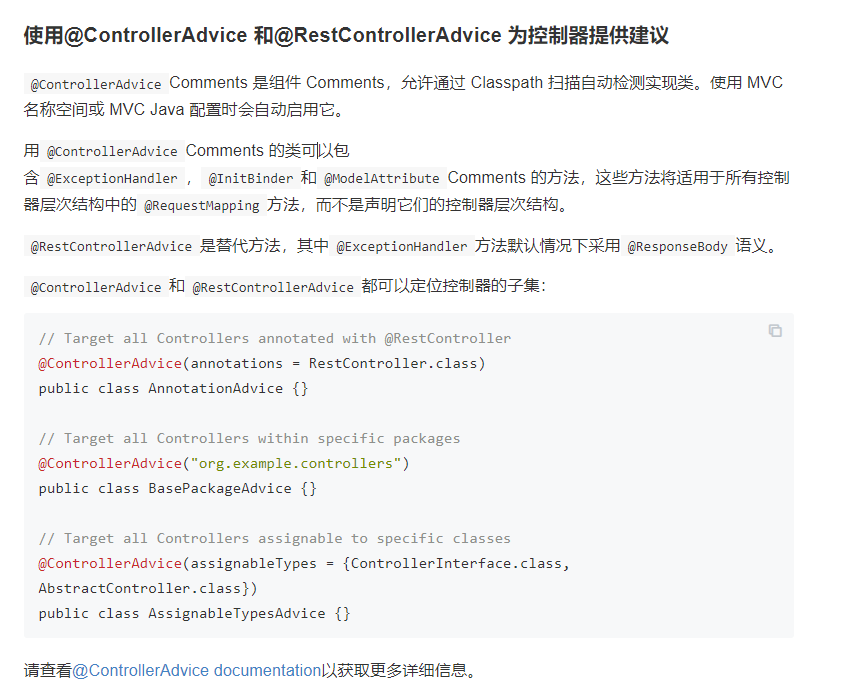 使用@ControllerAdvice 和@RestControllerAdvice 为控制器提供建议
@ControllerAdvice Comments 是组件 Comments，允许通过 Classpath 扫描自动检测实现类。使用 MVC
名称空间或 MVC Java 配置时会自动启用它。
用 @ControllerAdvice Comments 的类可以包
含 @ExceptionHandler ， @InitBinder 和 @ModelAttribute Comments 的方法，这些方法将适用于所有控制
器层次结构中的 @RequestMapping 方法，而不是声明它们的控制器层次结构。
@RestControllerAdvice 是替代方法，其中 @ExceptionHandler 方法默认情况下采用 @ResponseBody 语义。
@ControllerAdvice 和 @RestControllerAdvice 都可以定位控制器的子集：
// Target all Controllers annotated with @RestController
@ControllerAdvice(annotations = RestController.class)
public class AnnotationAdvice {}
// Target all Controllers within specific packages
@ControllerAdvice("org.example.controllers")
public class BasePackageAdvice {}
// Target all Controllers assignable to specific classes
@ControllerAdvice(assignableTypes = {ControllerInterface.class,
AbstractController.class})
public class AssignableTypesAdvice {}
请查看@ControllerAdvice documentation以获取更多详细信息。